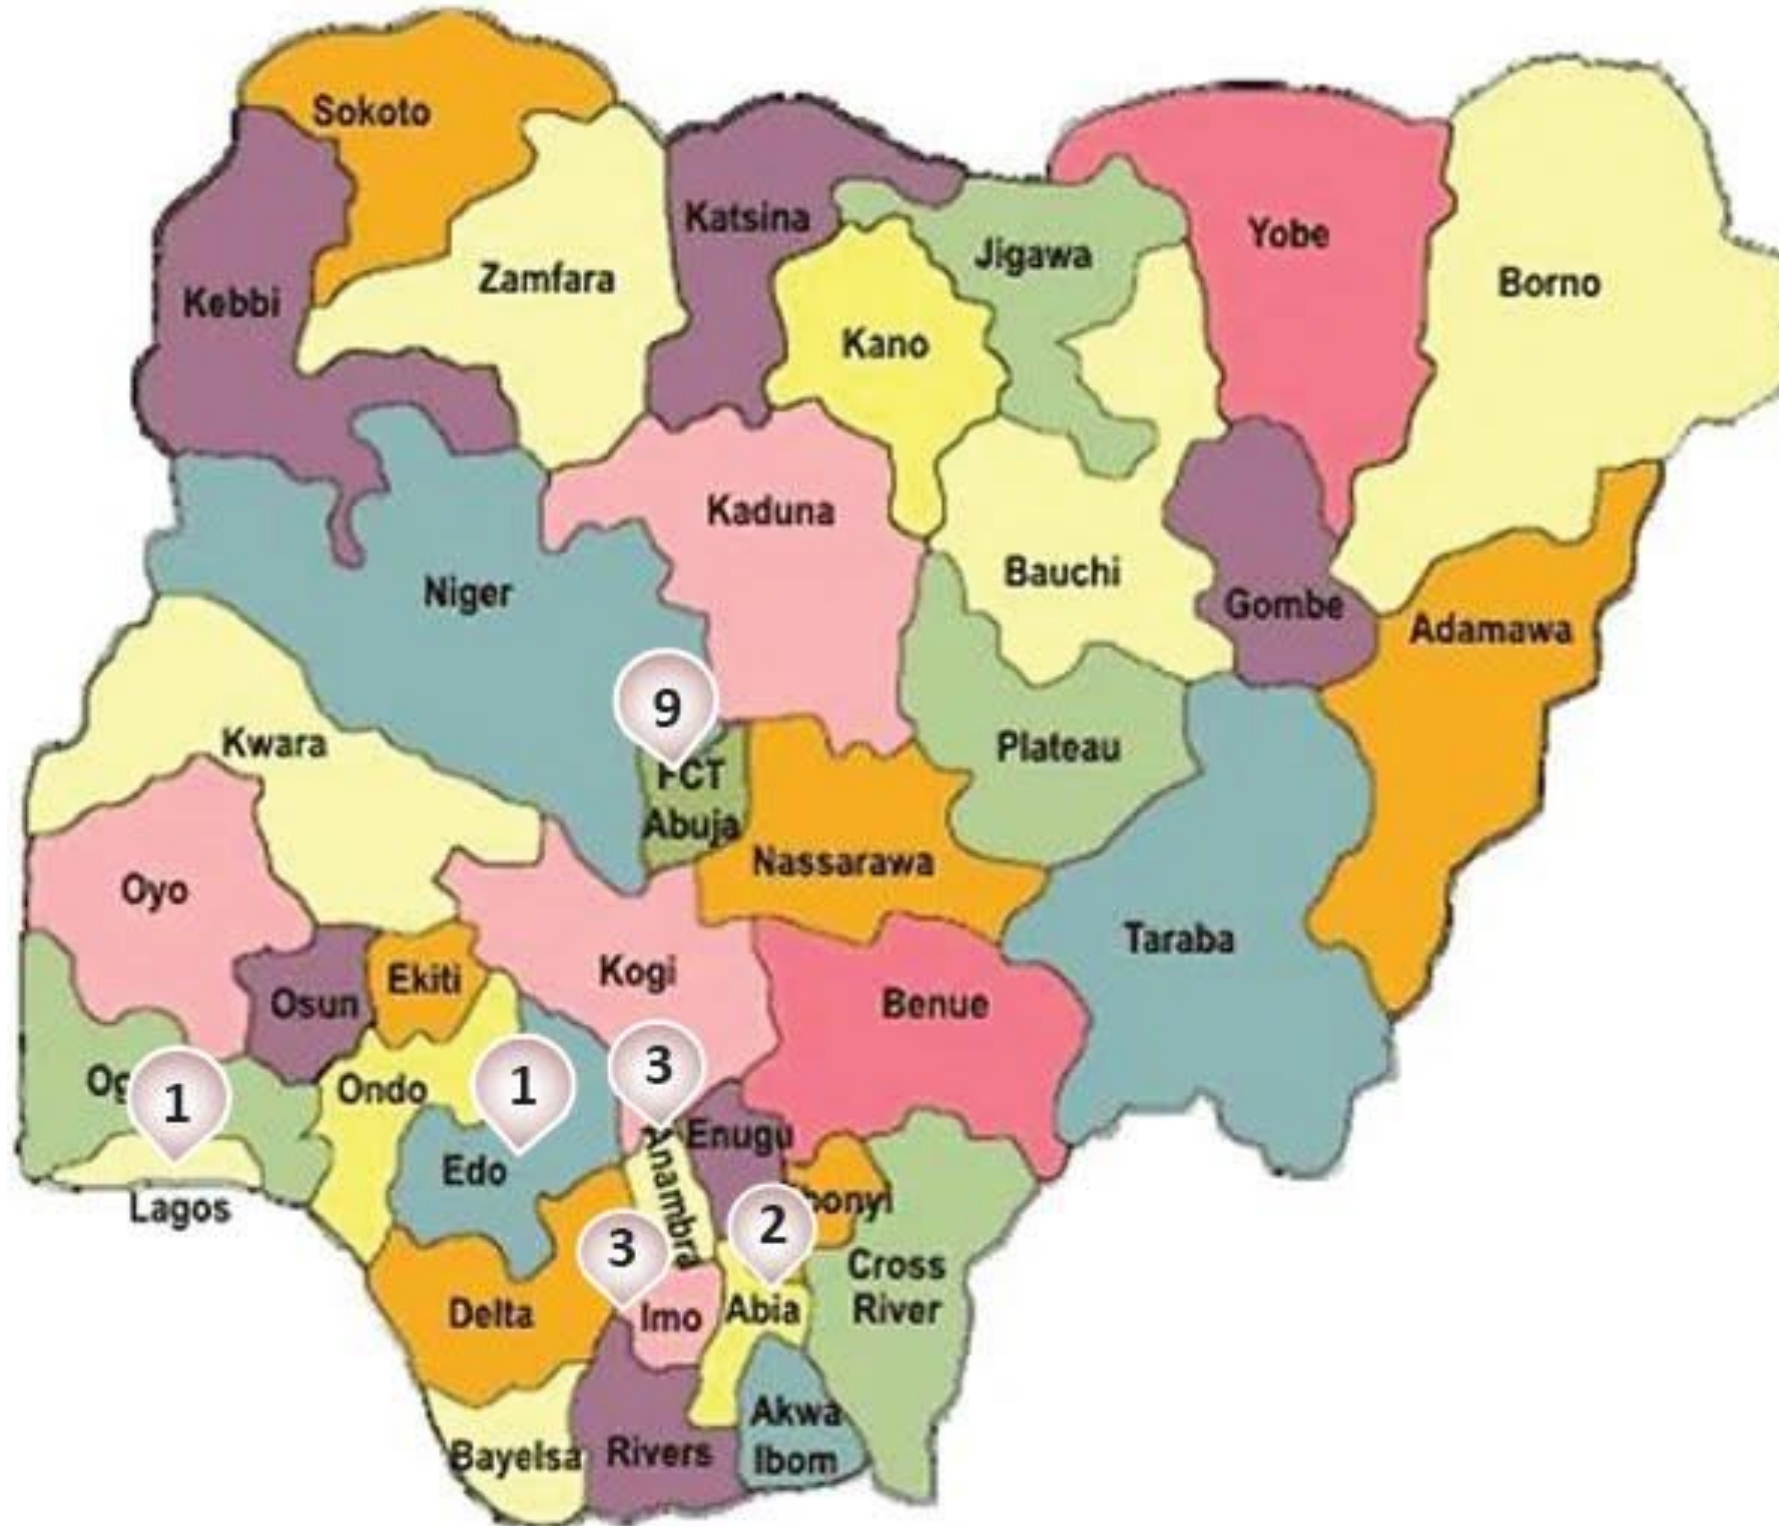 Sokoto
Katsina
Yobe
Jigawa
Zamfara
Borno
Kebbi
Kano
Kaduna
Bauchi
Niger
Gombe
Adamawa
9
Kwara
Plateau
FCT
Abuja
Nassarawa
Oyo
Taraba
Kogi
Ekiti
Osun
Benue
3
Og
1
Ondo
1
Enugu
Anambra
Edo
bonyi
Lagos
2
3
Cross
River
Delta
Imo
Abia
Akwa
Ibom
Bayelsa
Rivers